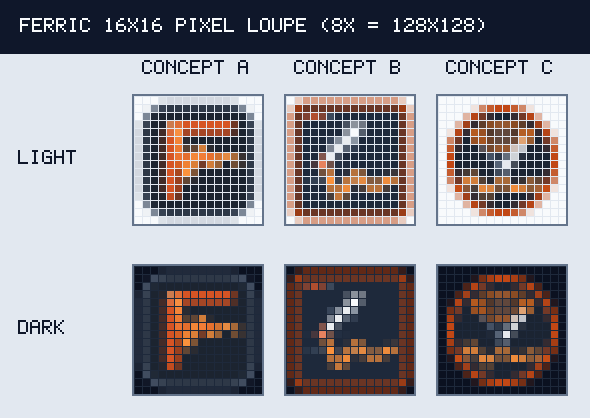 FERRIC 16X16 PIXEL LOUPE (8X = 128X128)
CONCEPT A CONCEPT B CONCEPT C
LIGHT
F
DARK
F